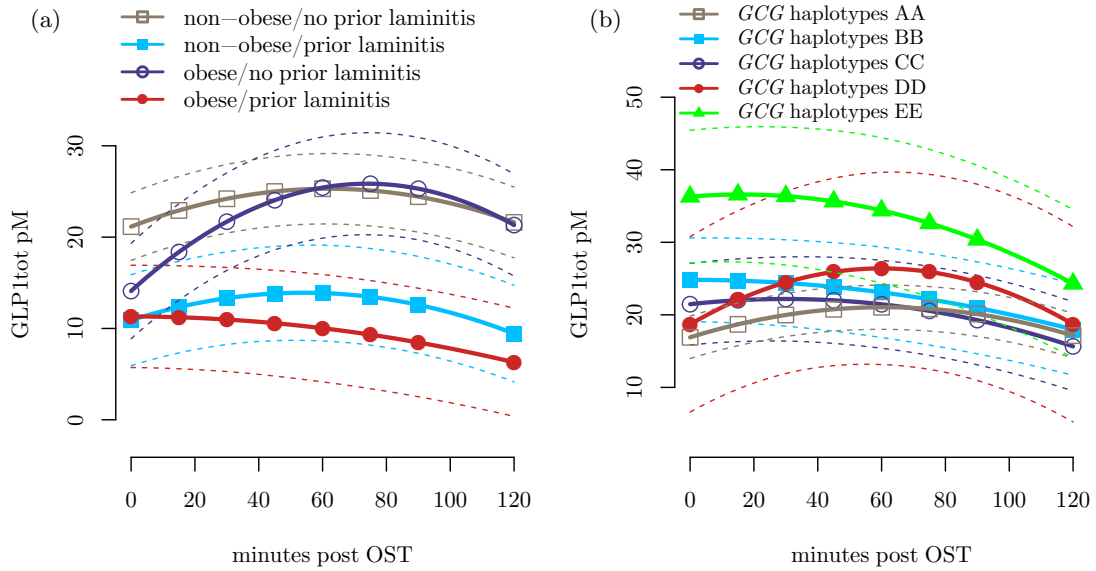 (a)
non−obese/no prior laminitis
non−obese/prior laminitis
obese/no prior laminitis
obese/prior laminitis
GLP1tot pM
30
20
10
0
0 20 40 60 80 100 120
minutes post OST
(b)
GCG haplotypes AA
GCG haplotypes BB
GCG haplotypes CC
GCG haplotypes DD
GCG haplotypes EE
GLP1tot pM
50
40
30
20
10
0 20 40 60 80 100 120
minutes post OST